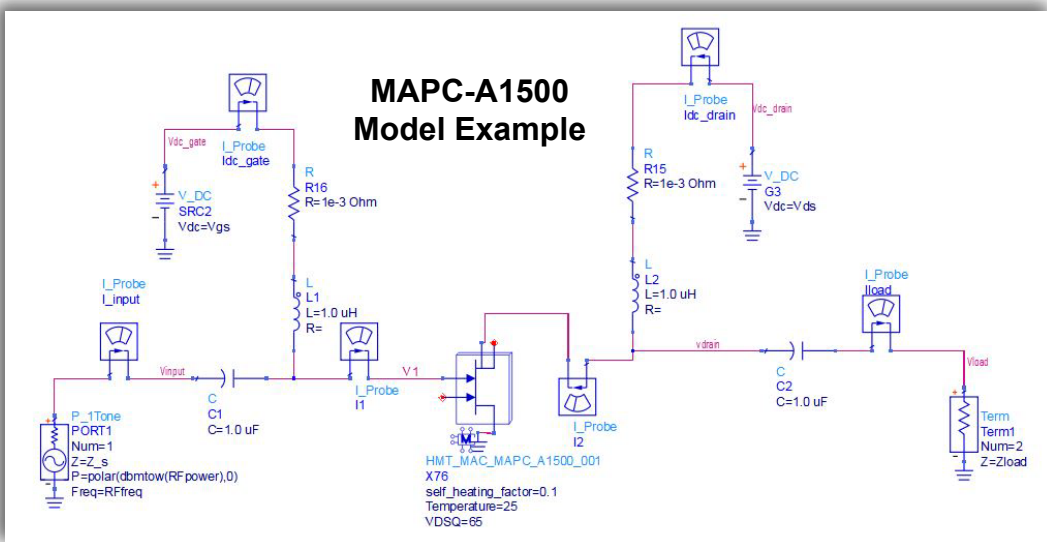 MAPC-A1500
Model Example
I_Probe
Idc_gate
Vdc_gate
V_DC
SRC2
Vdc=Vgs
R
R16
R=1e-3 Ohm
L
L1
L=1.0 uH
R=
I_Probe
I_input
Vinput
C
C1
C=1.0 uF
I_Probe
I1
V1
P_1Tone
PORT1
Num=1
Z=Z_s
P=polar(dbmtow(RFpower),0)
Freq=RFfreq
M
HMT_MAC_MAPC_A1500_001
X76
self_heating_factor=0.1
Temperature=25
VDSQ=65
I_Probe
I2
I_Probe
Idc_drain
Vdc_drain
R
R15
R=1e-3 Ohm
V_DC
G3
Vdc=Vds
L
L2
L=1.0 uH
R=
vdrain
C
C2
C=1.0 uF
I_Probe
Iload
Vload
Term
Term1
Num=2
Z=Zload